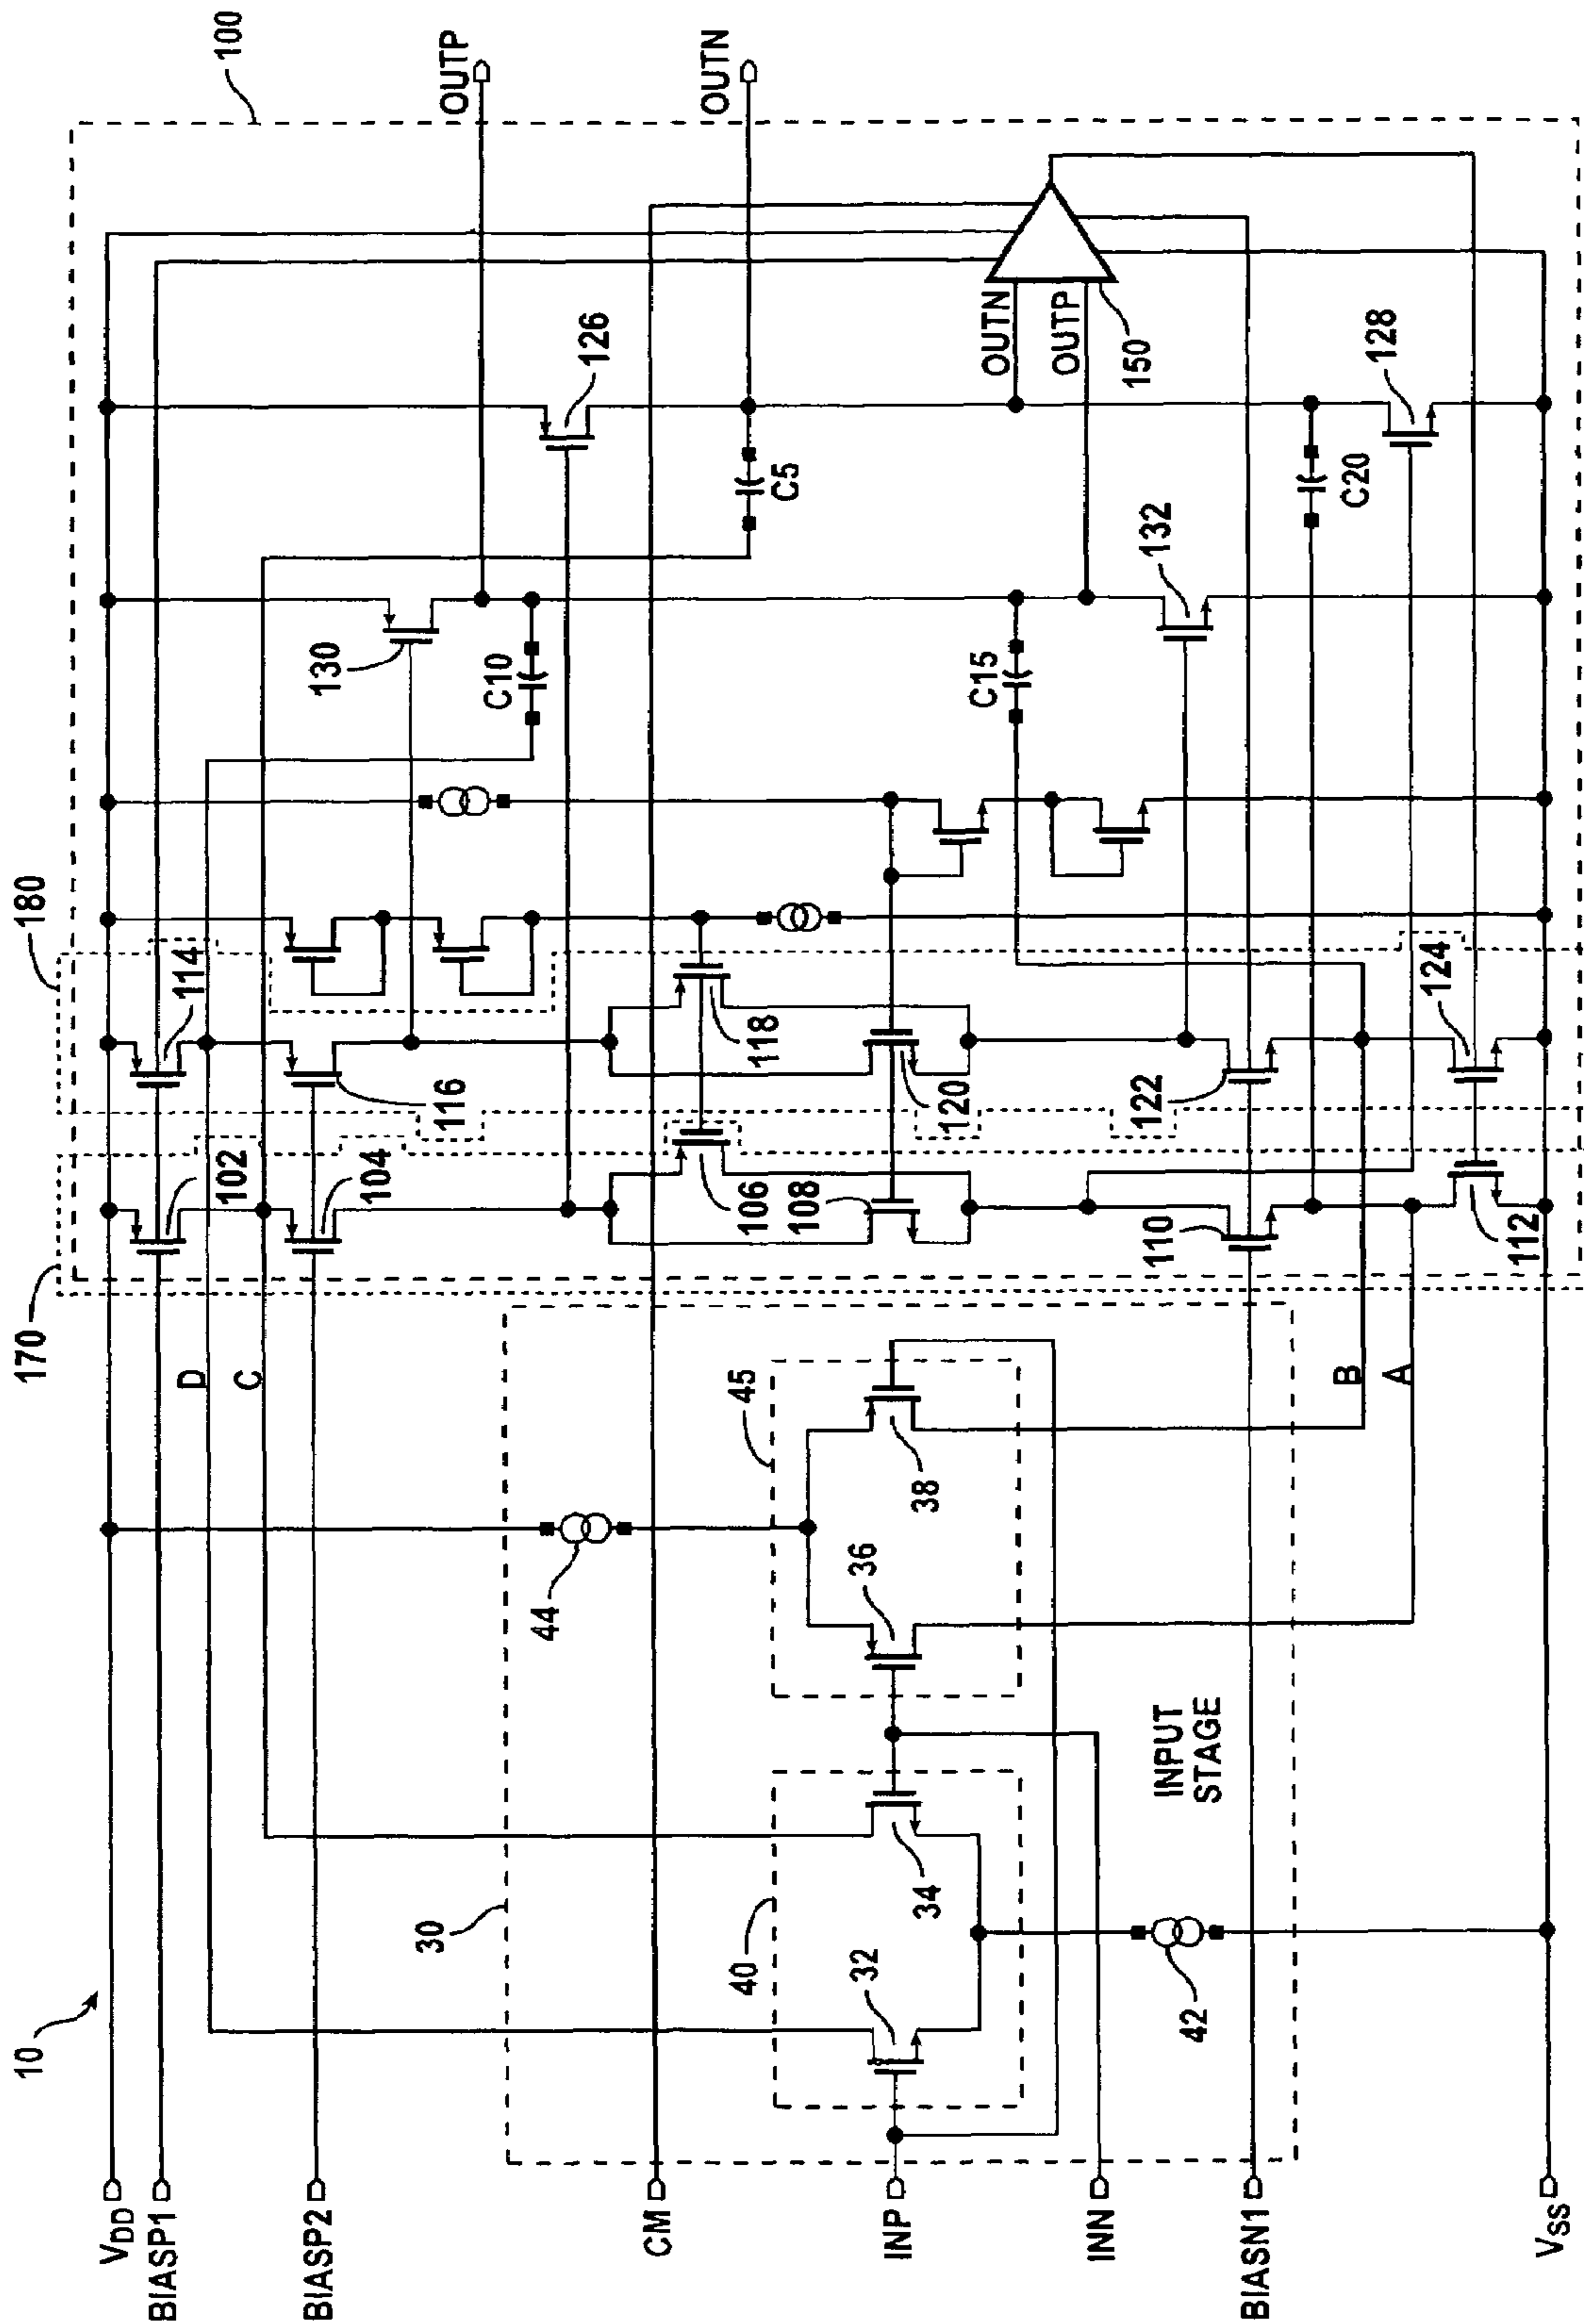 10
V_DD
BIASP1
BIASP2
CM
INP
INN
BIASN1
V_SS
30
40
32
34
42
INPUT
STAGE
44
45
36
38
D
C
B
A
170
180
102
104
106
108
110
112
114
116
118
120
122
124
130
C10
C15
132
126
C5
C20
128
OUTN
OUTP
150
100
OUTP
OUTN